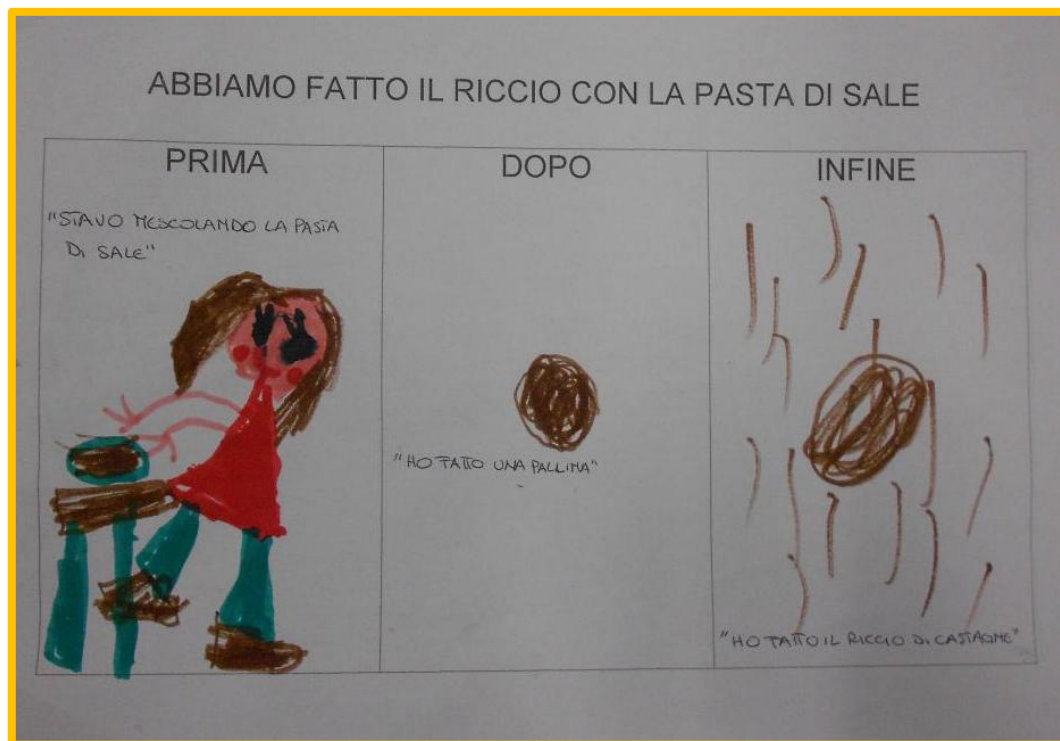 ABBIAMO FATTO IL RICCIO CON LA PASTA DI SALE
PRIMA
"STAVO MESCOLANDO LA PASTA
DI SALE"
DOPO
"HO FATTO UNA PALLINA"
INFINE
"HO FATTO IL RICCIO DI CASTAGNE"